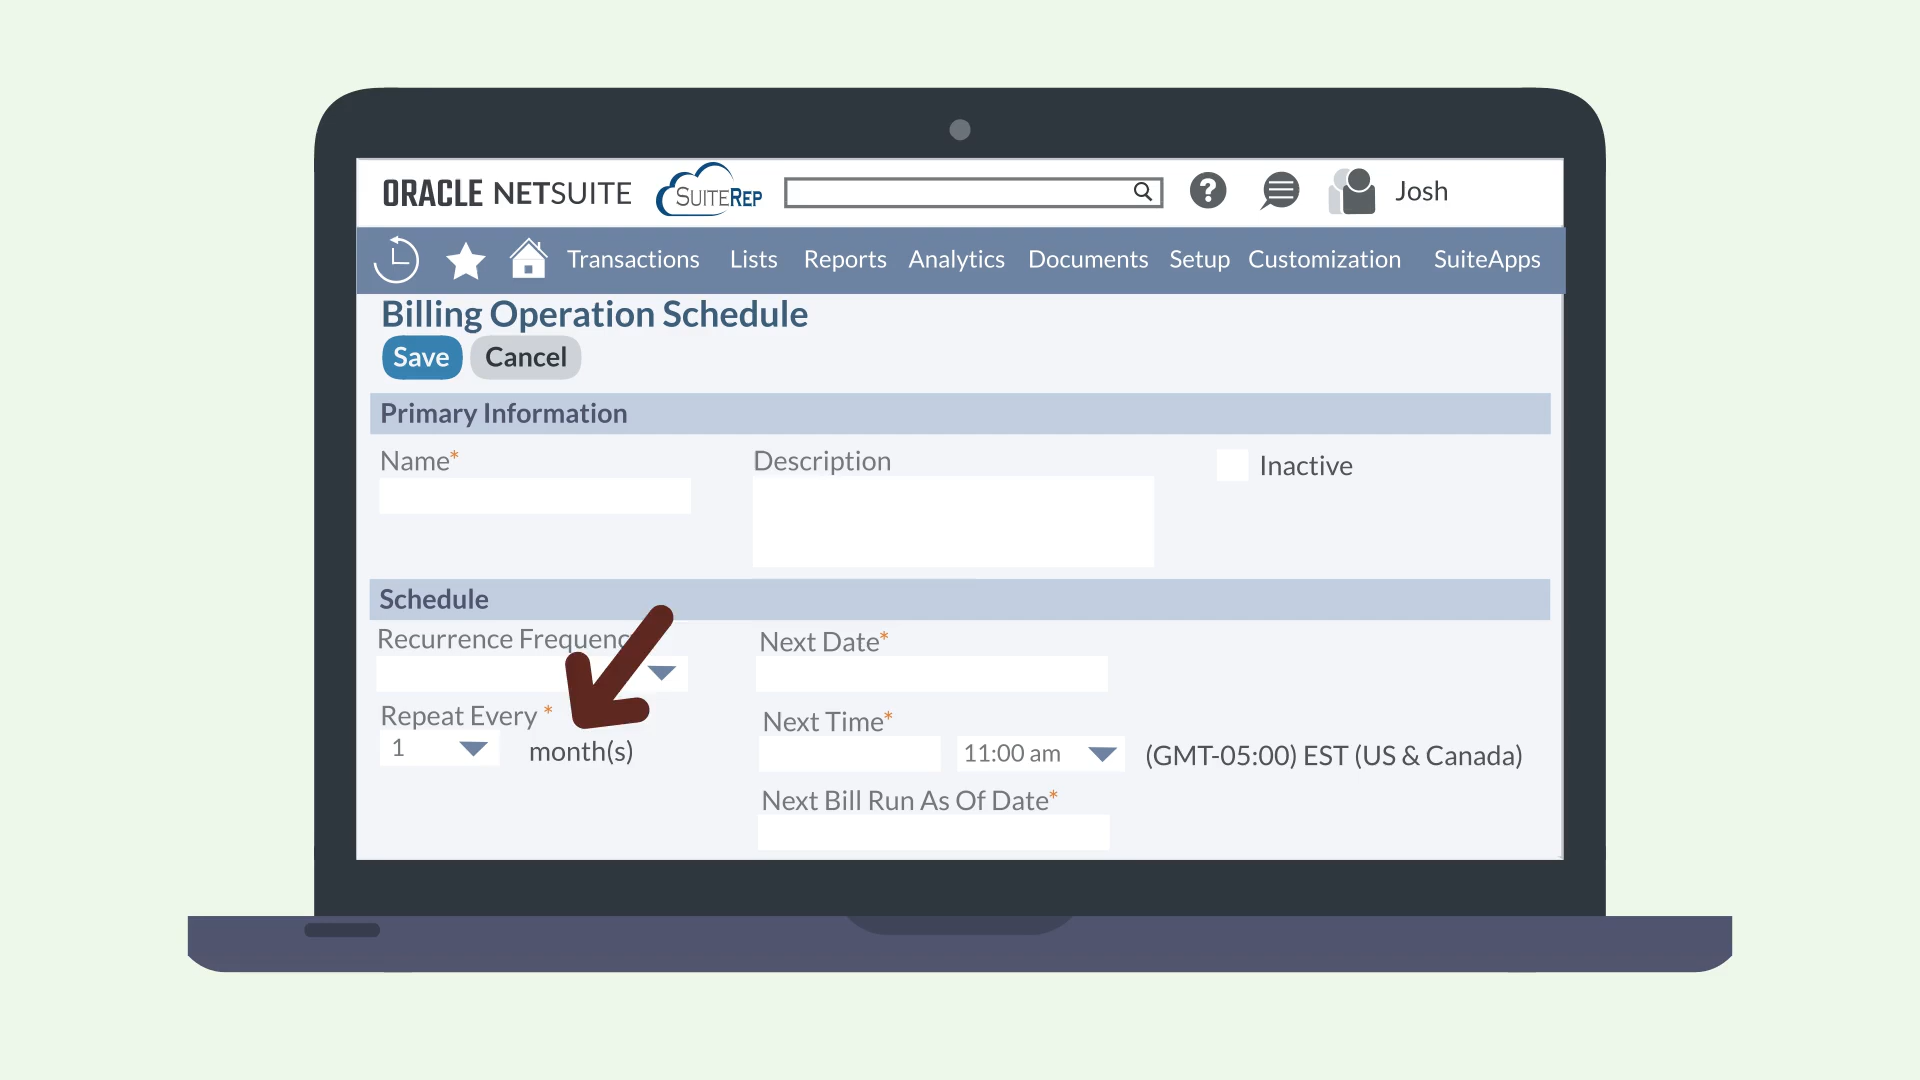 ORACLE NETSUITE SUITEREP ? Josh
Transactions Lists Reports Analytics Documents Setup Customization SuiteApps
Billing Operation Schedule
Save Cancel
Primary Information
Name* Description Inactive
Schedule
Recurrence Frequenc Next Date*
Repeat Every * Next Time*
1 month(s) 11:00 am (GMT-05:00) EST (US & Canada)
Next Bill Run As Of Date*